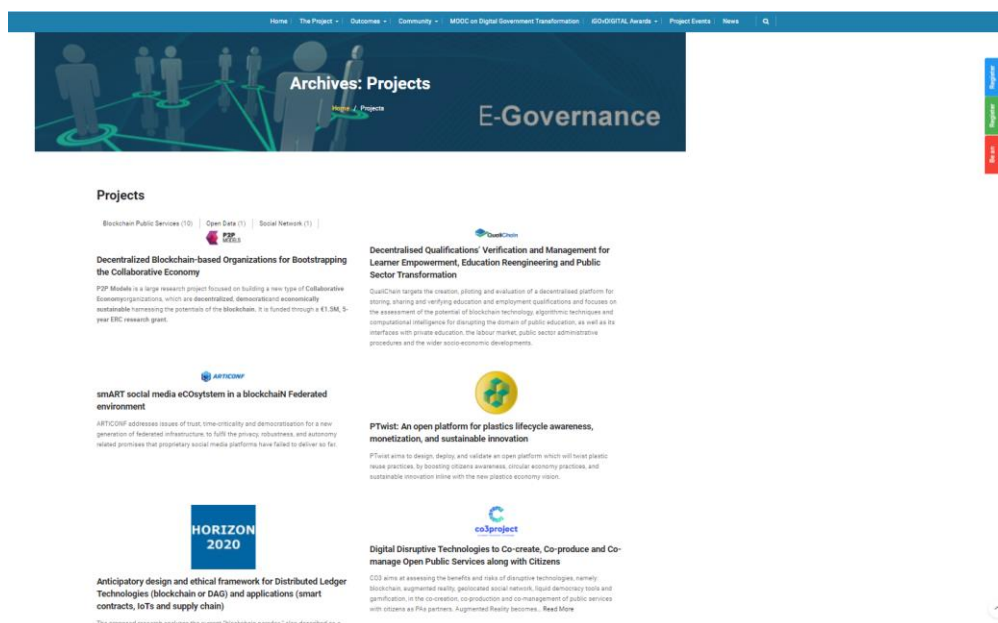 Home The Project Outcomes Community MOOC on Digital Government Transformation iGOvDIGITAL Awards Project Events News
Archives: Projects
Home / Projects
E-Governance
Register
Register
Be an
Projects
Blockchain Public Services (10) Open Data (1) Social Network (1)
P2P
MODELS
Decentralized Blockchain-based Organizations for Bootstrapping
the Collaborative Economy
P2P Models is a large research project focused on building a new type of Collaborative
Economyorganizations, which are decentralized, democraticand economically
sustainable harnessing the potentials of the blockchain. It is funded through a €1.5M, 5-
year ERC research grant.
QualiChain
Decentralised Qualifications' Verification and Management for
Learner Empowerment, Education Reengineering and Public
Sector Transformation
QualiChain targets the creation, piloting and evaluation of a decentralised platform for
storing, sharing and verifying education and employment qualifications and focuses on
the assessment of the potential of blockchain technology, algorithmic techniques and
computational intelligence for disrupting the domain of public education, as well as its
interfaces with private education, the labour market, public sector administrative
procedures and the wider socio-economic developments.
ARTICONF
smART social media eCOsytstem in a blockchaiN Federated
environment
ARTICONF addresses issues of trust, time-criticality and democratisation for a new
generation of federated infrastructure, to fulfil the privacy, robustness, and autonomy
related promises that proprietary social media platforms have failed to deliver so far.
PTwist: An open platform for plastics lifecycle awareness,
monetization, and sustainable innovation
PTwist aims to design, deploy, and validate an open platform which will twist plastic
reuse practices, by boosting citizens awareness, circular economy practices, and
sustainable innovation inline with the new plastics economy vision.
HORIZON
2020
Anticipatory design and ethical framework for Distributed Ledger
Technologies (blockchain or DAG) and applications (smart
contracts, IoTs and supply chain)
co3project
Digital Disruptive Technologies to Co-create, Co-produce and Co-
manage Open Public Services along with Citizens
CO3 aims at assessing the benefits and risks of disruptive technologies, namely:
blockchain, augmented reality, geolocated social network, liquid democracy tools and
gamification, in the co-creation, co-production and co-management of public services
with citizens as PAs partners. Augmented Reality becomes... Read More